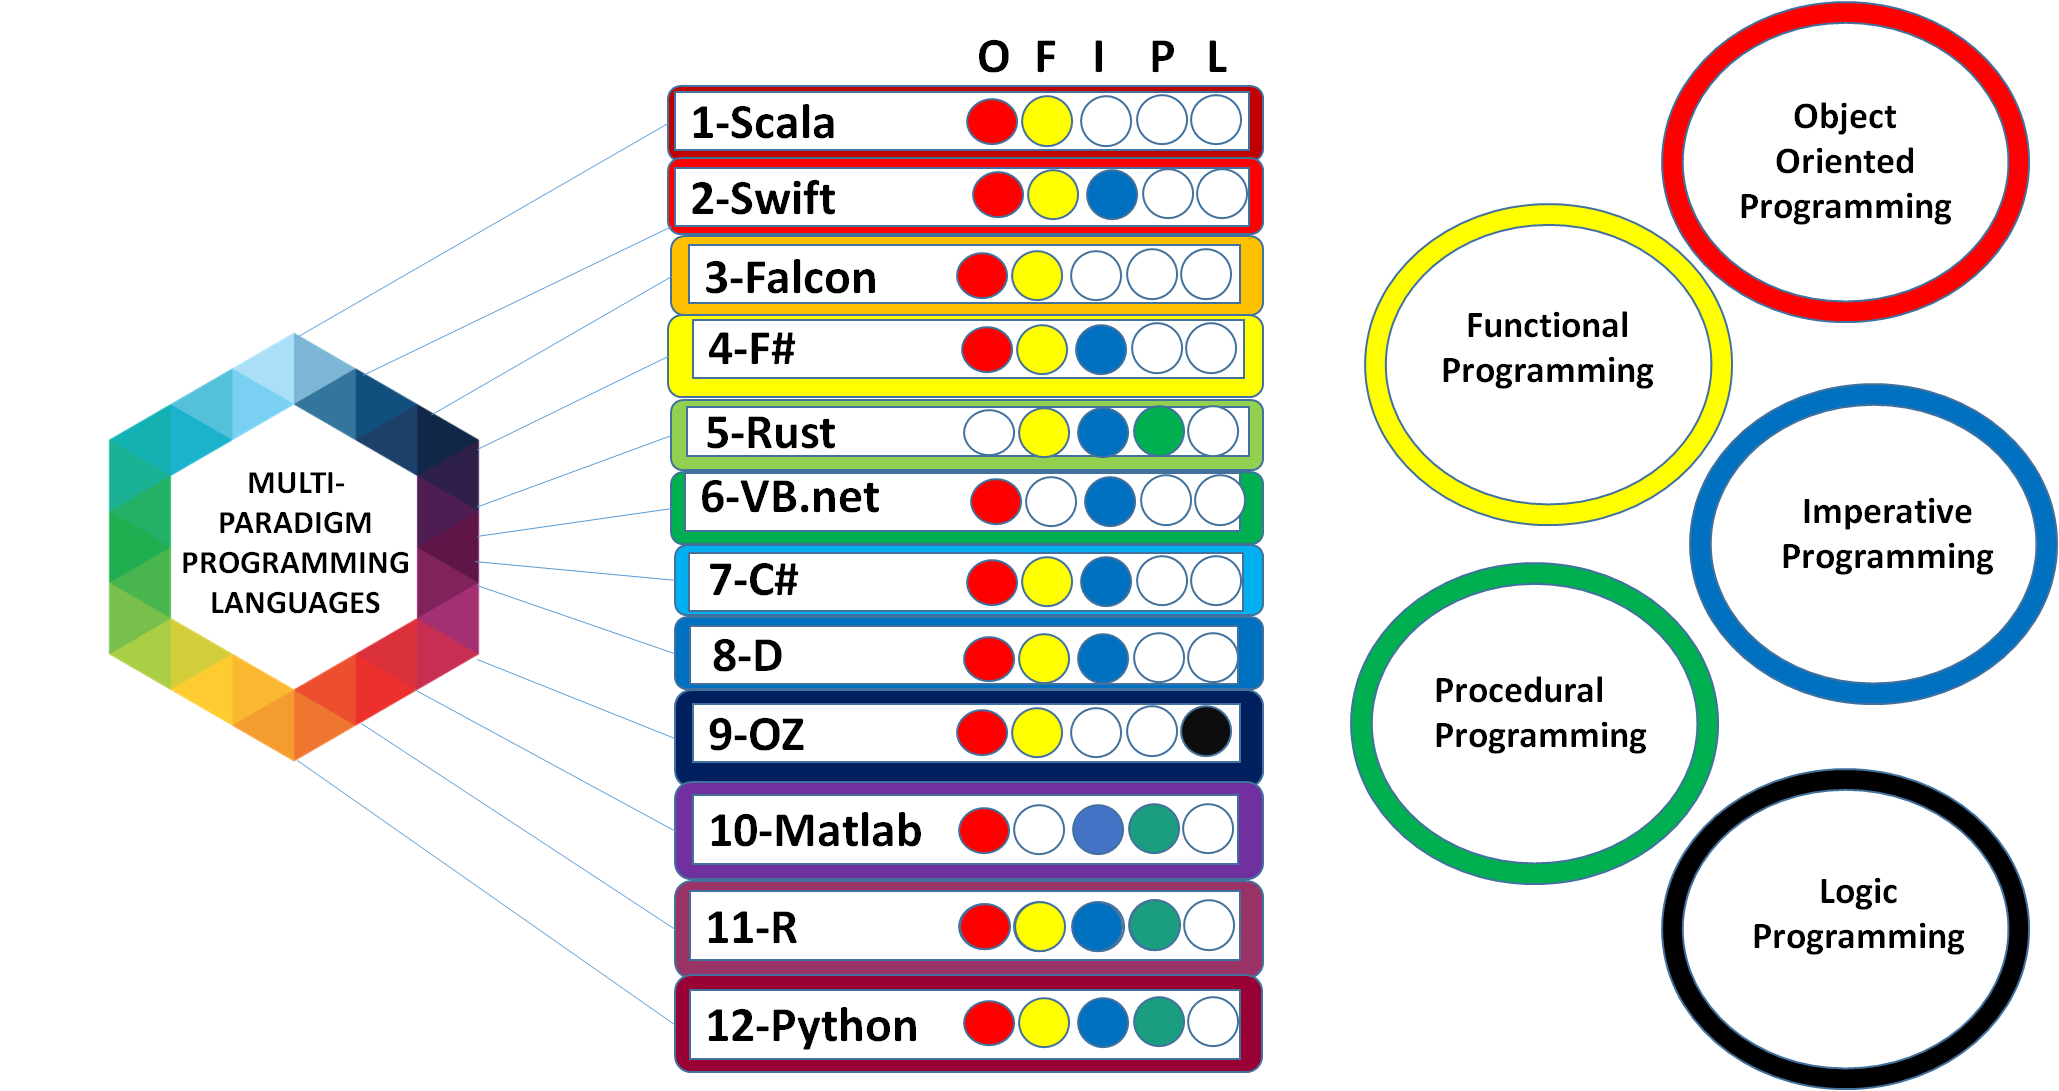 MULTI-
PARADIGM
PROGRAMMING
LANGUAGES
O F I P L
1-Scala
2-Swift
3-Falcon
4-F#
5-Rust
6-VB.net
7-C#
8-D
9-OZ
10-Matlab
11-R
12-Python
Object
Oriented
Programming
Functional
Programming
Imperative
Programming
Procedural
Programming
Logic
Programming